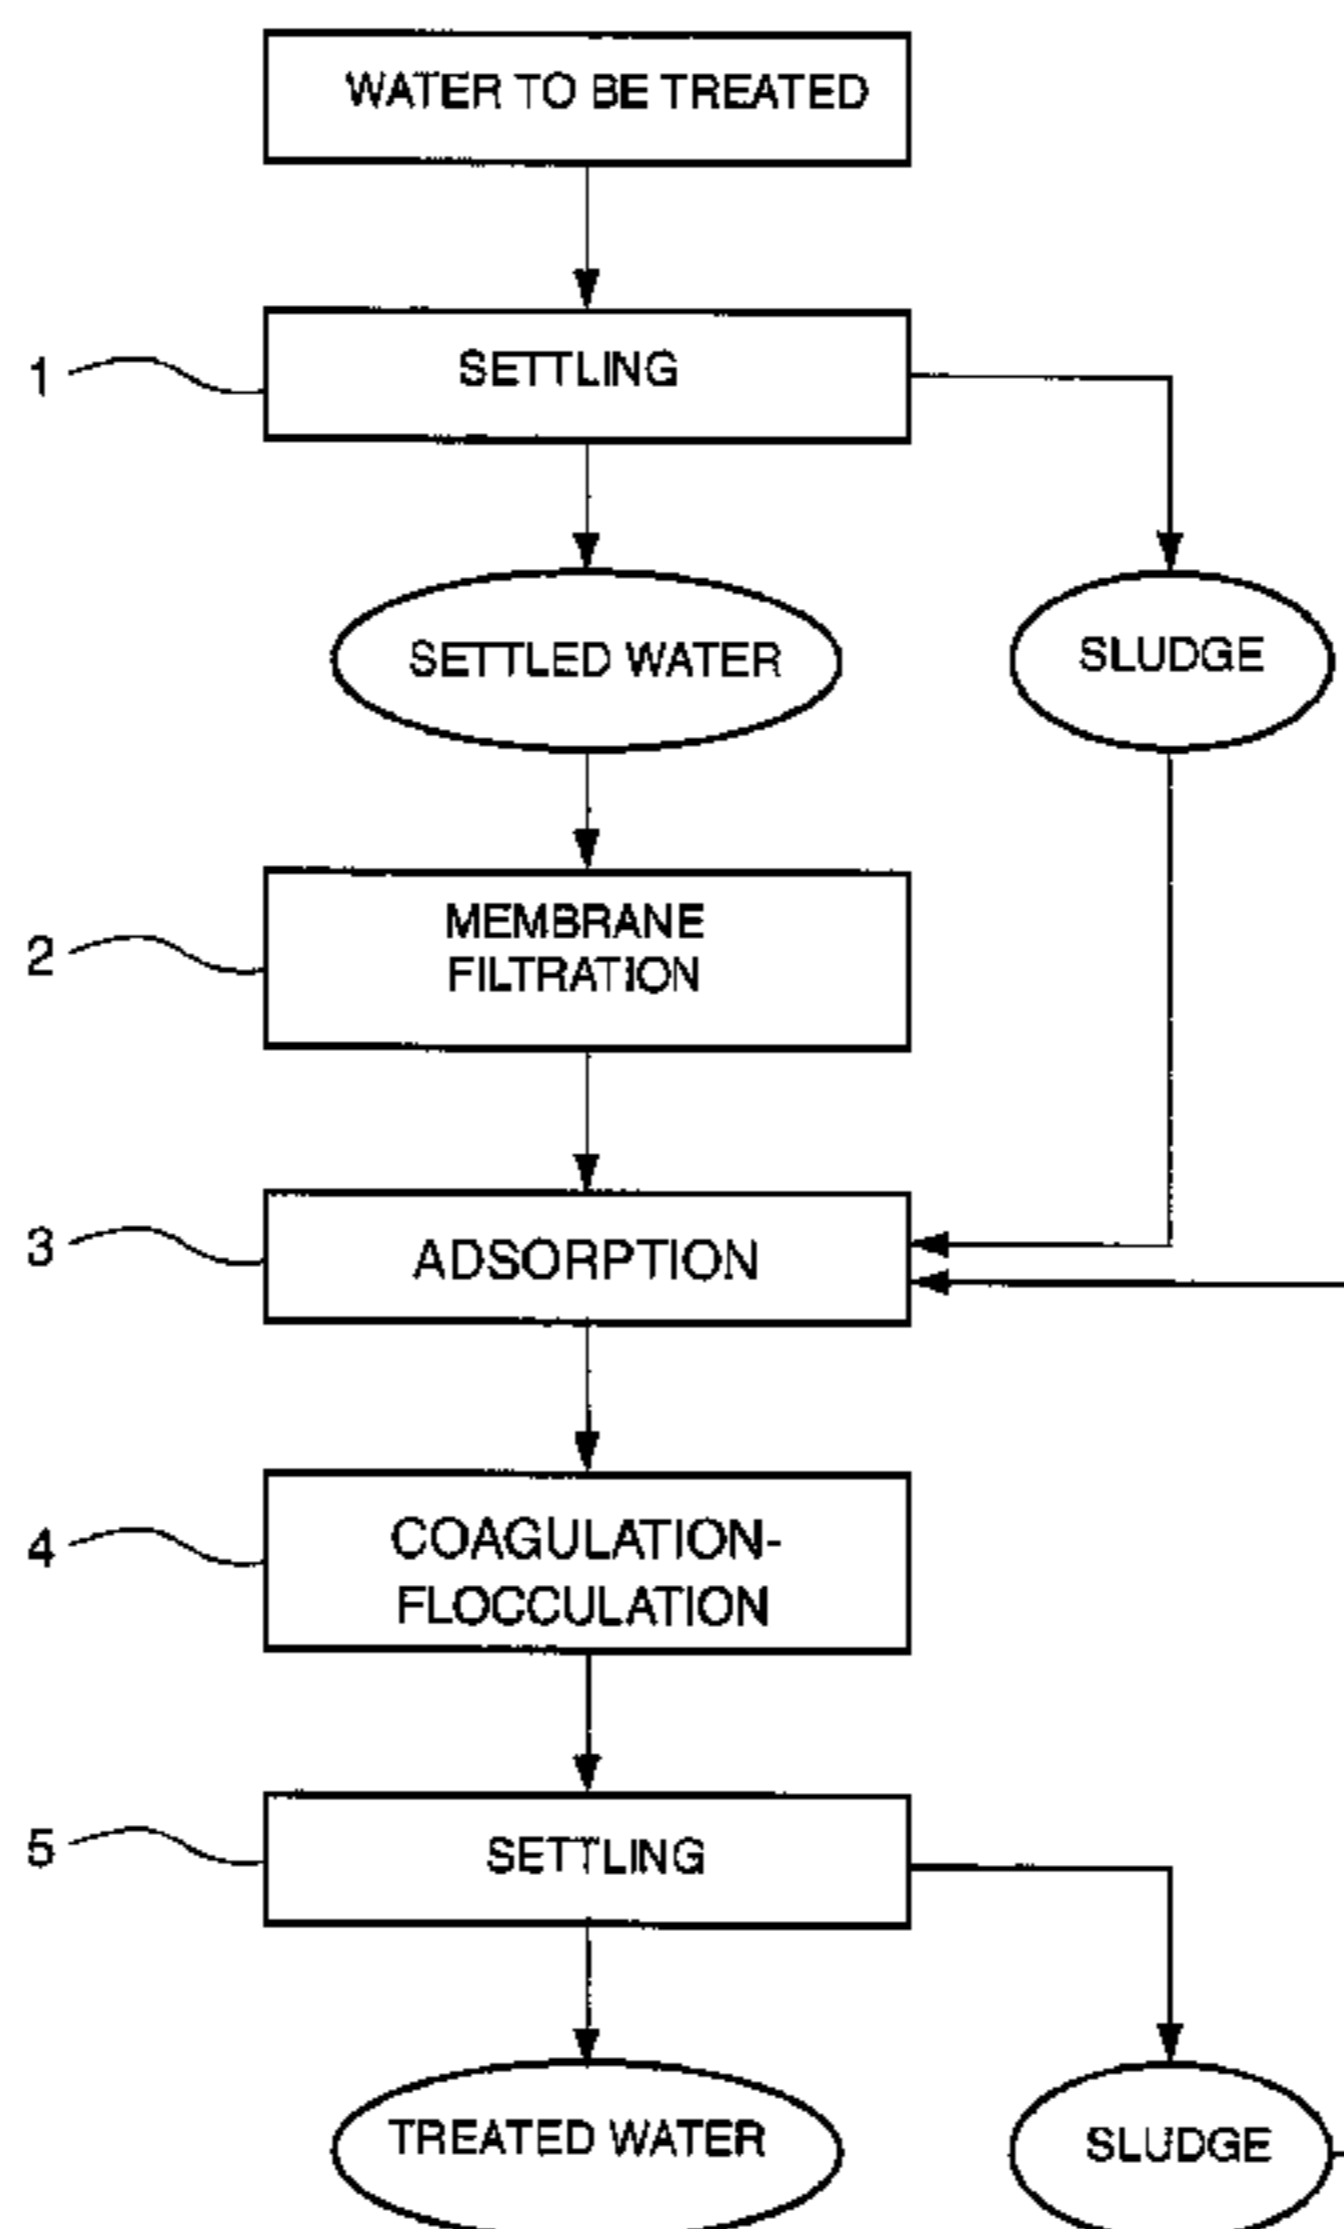 WATER TO BE TREATED
1
SETTLING
SETTLED WATER
SLUDGE
2
MEMBRANE
FILTRATION
3
ADSORPTION
4
COAGULATION-
FLOCCULATION
5
SETTLING
TREATED WATER
SLUDGE